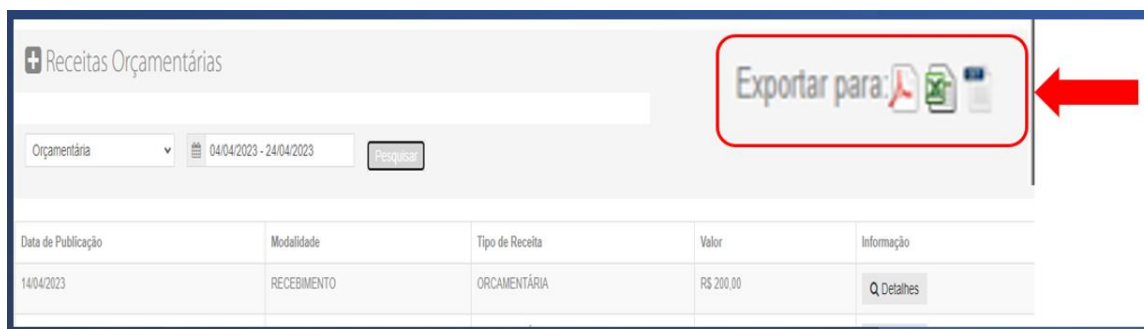 Receitas Orçamentárias
Exportar para:
Orçamentária
04/04/2023 - 24/04/2023
Pesquisar
Data de Publicação Modalidade Tipo de Receita Valor Informação
14/04/2023 RECEBIMENTO ORCAMENTÁRIA R$ 200,00 Detalhes